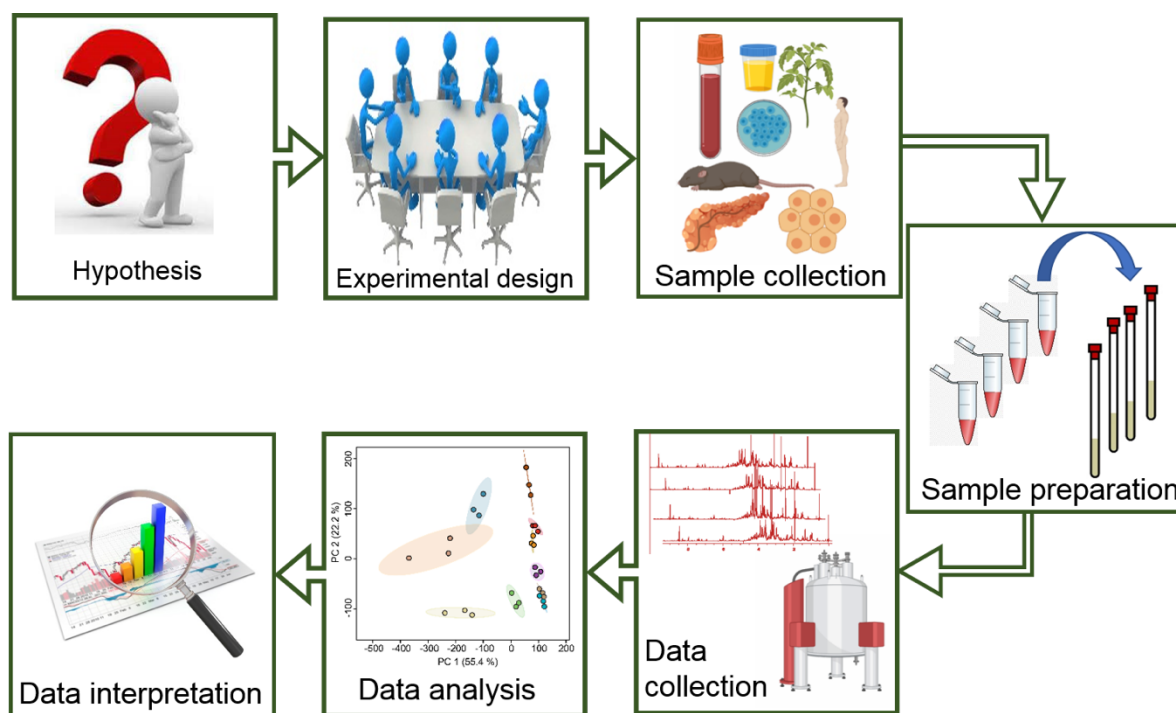 Hypothesis
Experimental design
Sample collection
Sample preparation
Data
collection
Data analysis
PC 2 (22.2 %)
200
100
0
-100
-500 -400 -300 -200 -100 0 100 200
PC 1 (55.4 %)
Data interpretation